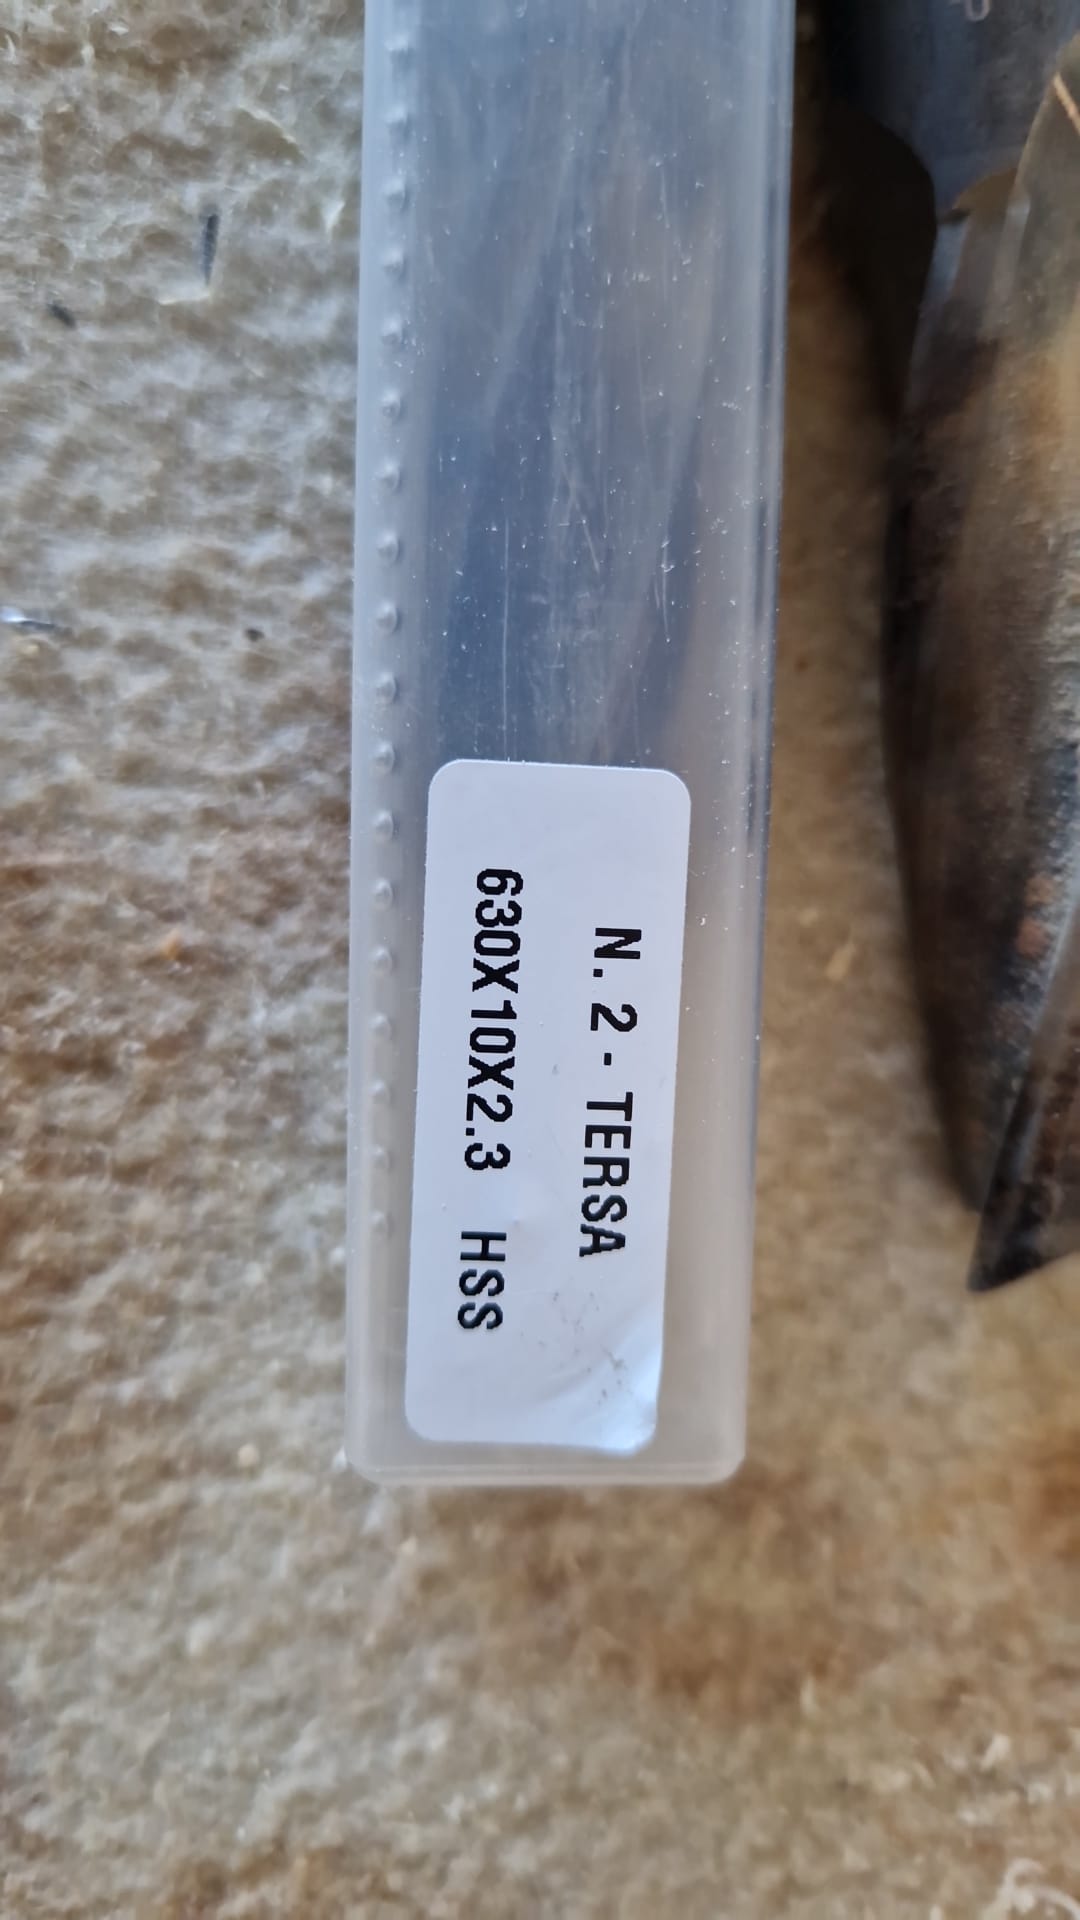 N. 2 - TERSA
630X10X2.3 HSS